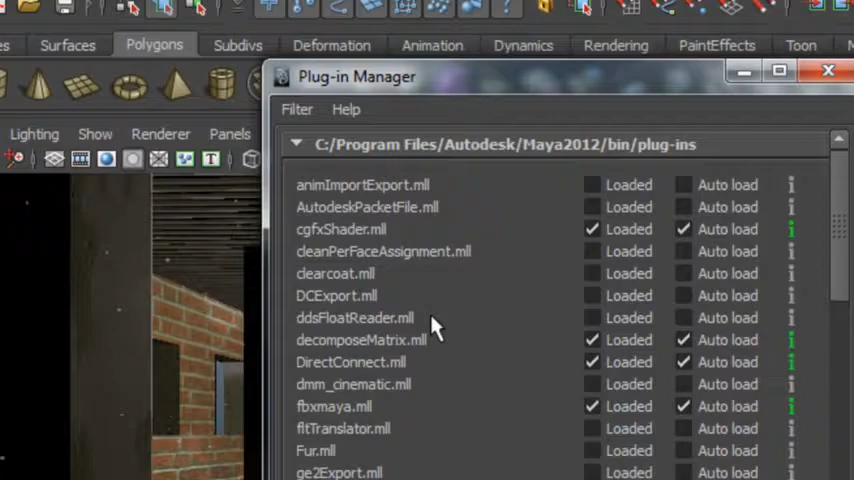 Surfaces Polygons Subdivs Deformation Animation Dynamics Rendering PaintEffects Toon
Plug-in Manager
Filter Help
Lighting Show Renderer Panels
C:/Program Files/Autodesk/Maya2012/bin/plug-ins
animImportExport.mll Loaded Auto load
AutodeskPacketFile.mll Loaded Auto load
cgfxShader.mll Loaded Auto load
cleanPerFaceAssignment.mll Loaded Auto load
clearcoat.mll Loaded Auto load
DCExport.mll Loaded Auto load
ddsFloatReader.mll Loaded Auto load
decomposeMatrix.mll Loaded Auto load
DirectConnect.mll Loaded Auto load
dmm_cinematic.mll Loaded Auto load
fbxmaya.mll Loaded Auto load
fltTranslator.mll Loaded Auto load
Fur.mll Loaded Auto load
ge2Export.mll Loaded Auto load